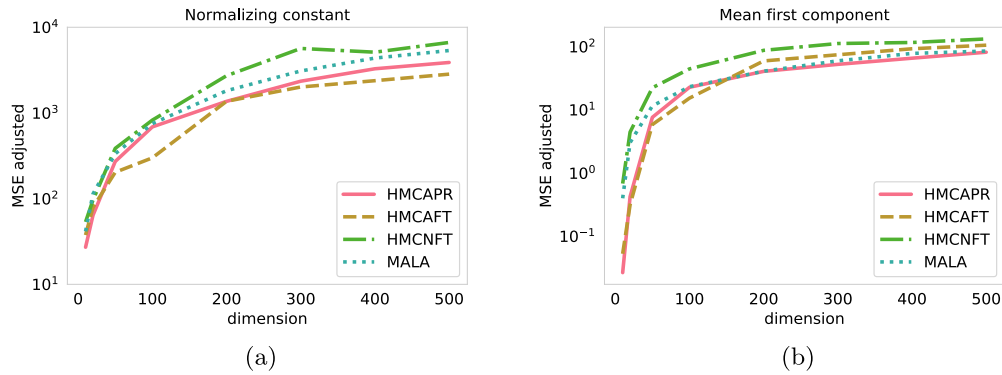 Normalizing constant
MSE adjusted
10^4
10^3
10^2
10^1
HMCAPR
HMCAFT
HMCNFT
MALA
0 100 200 300 400 500
dimension
(a)
Mean first component
MSE adjusted
10^2
10^1
10^0
10^−1
HMCAPR
HMCAFT
HMCNFT
MALA
0 100 200 300 400 500
dimension
(b)